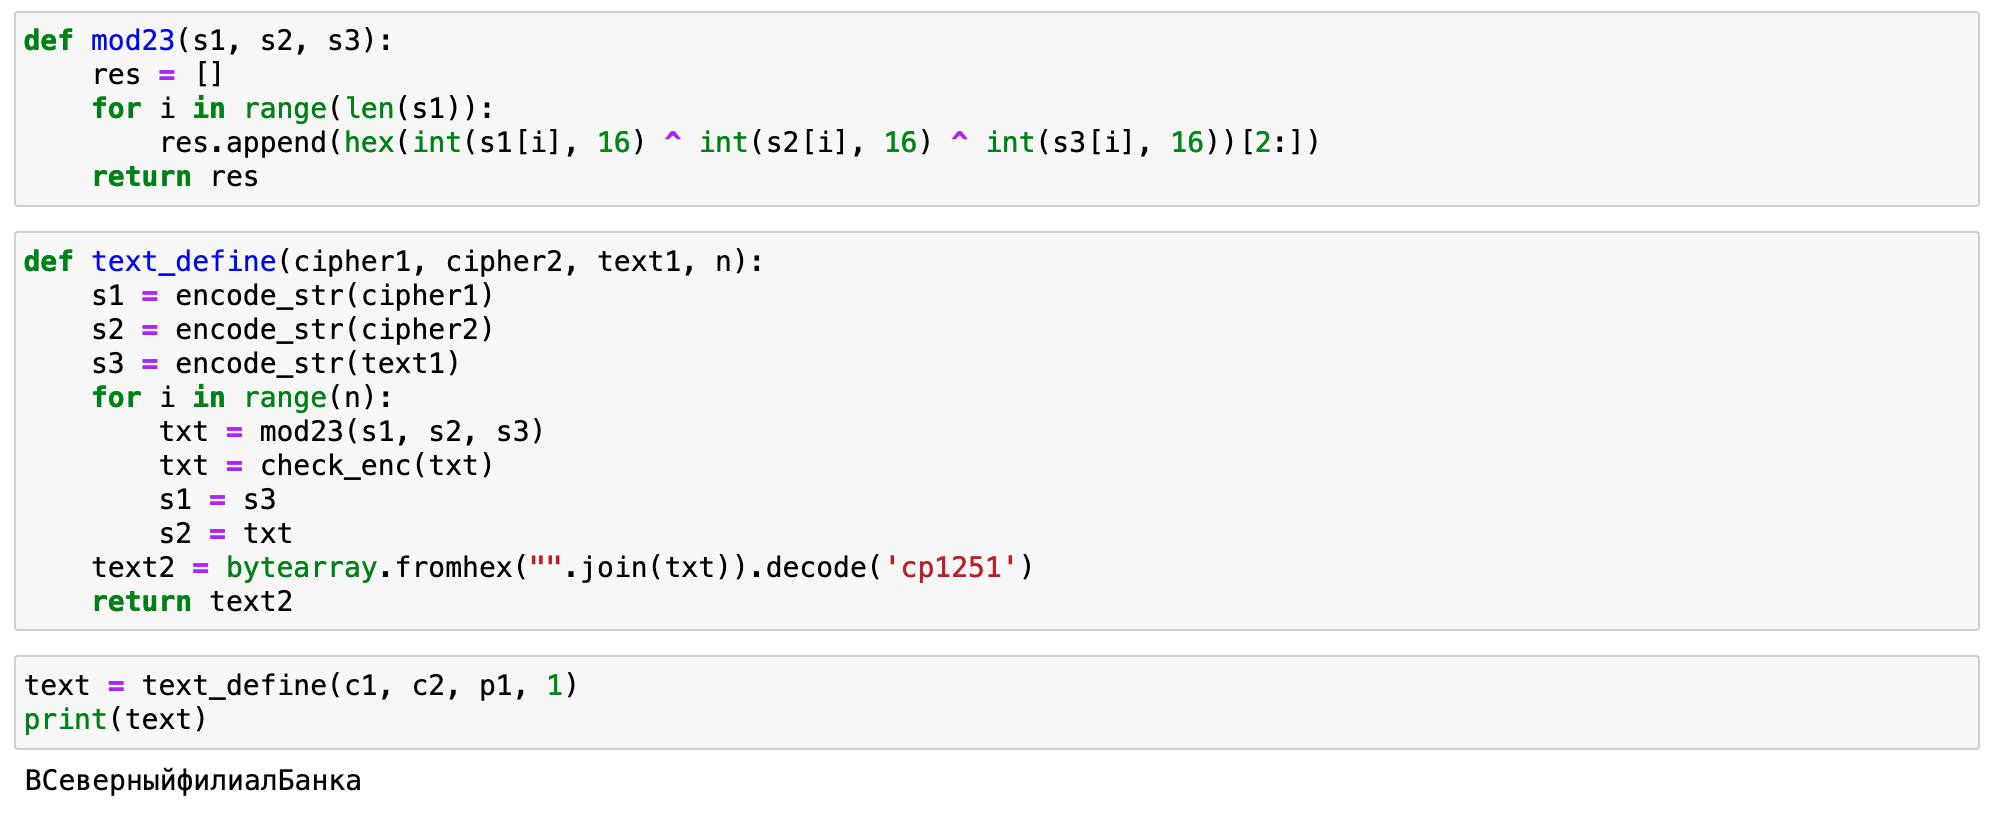 def mod23(s1, s2, s3):
    res = []
    for i in range(len(s1)):
        res.append(hex(int(s1[i], 16) ^ int(s2[i], 16) ^ int(s3[i], 16))[2:])
    return res
def text_define(cipher1, cipher2, text1, n):
    s1 = encode_str(cipher1)
    s2 = encode_str(cipher2)
    s3 = encode_str(text1)
    for i in range(n):
        txt = mod23(s1, s2, s3)
        txt = check_enc(txt)
        s1 = s3
        s2 = txt
    text2 = bytearray.fromhex("".join(txt)).decode('cp1251')
    return text2
text = text_define(c1, c2, p1, 1)
print(text)
ВСеверныйфилиалБанка